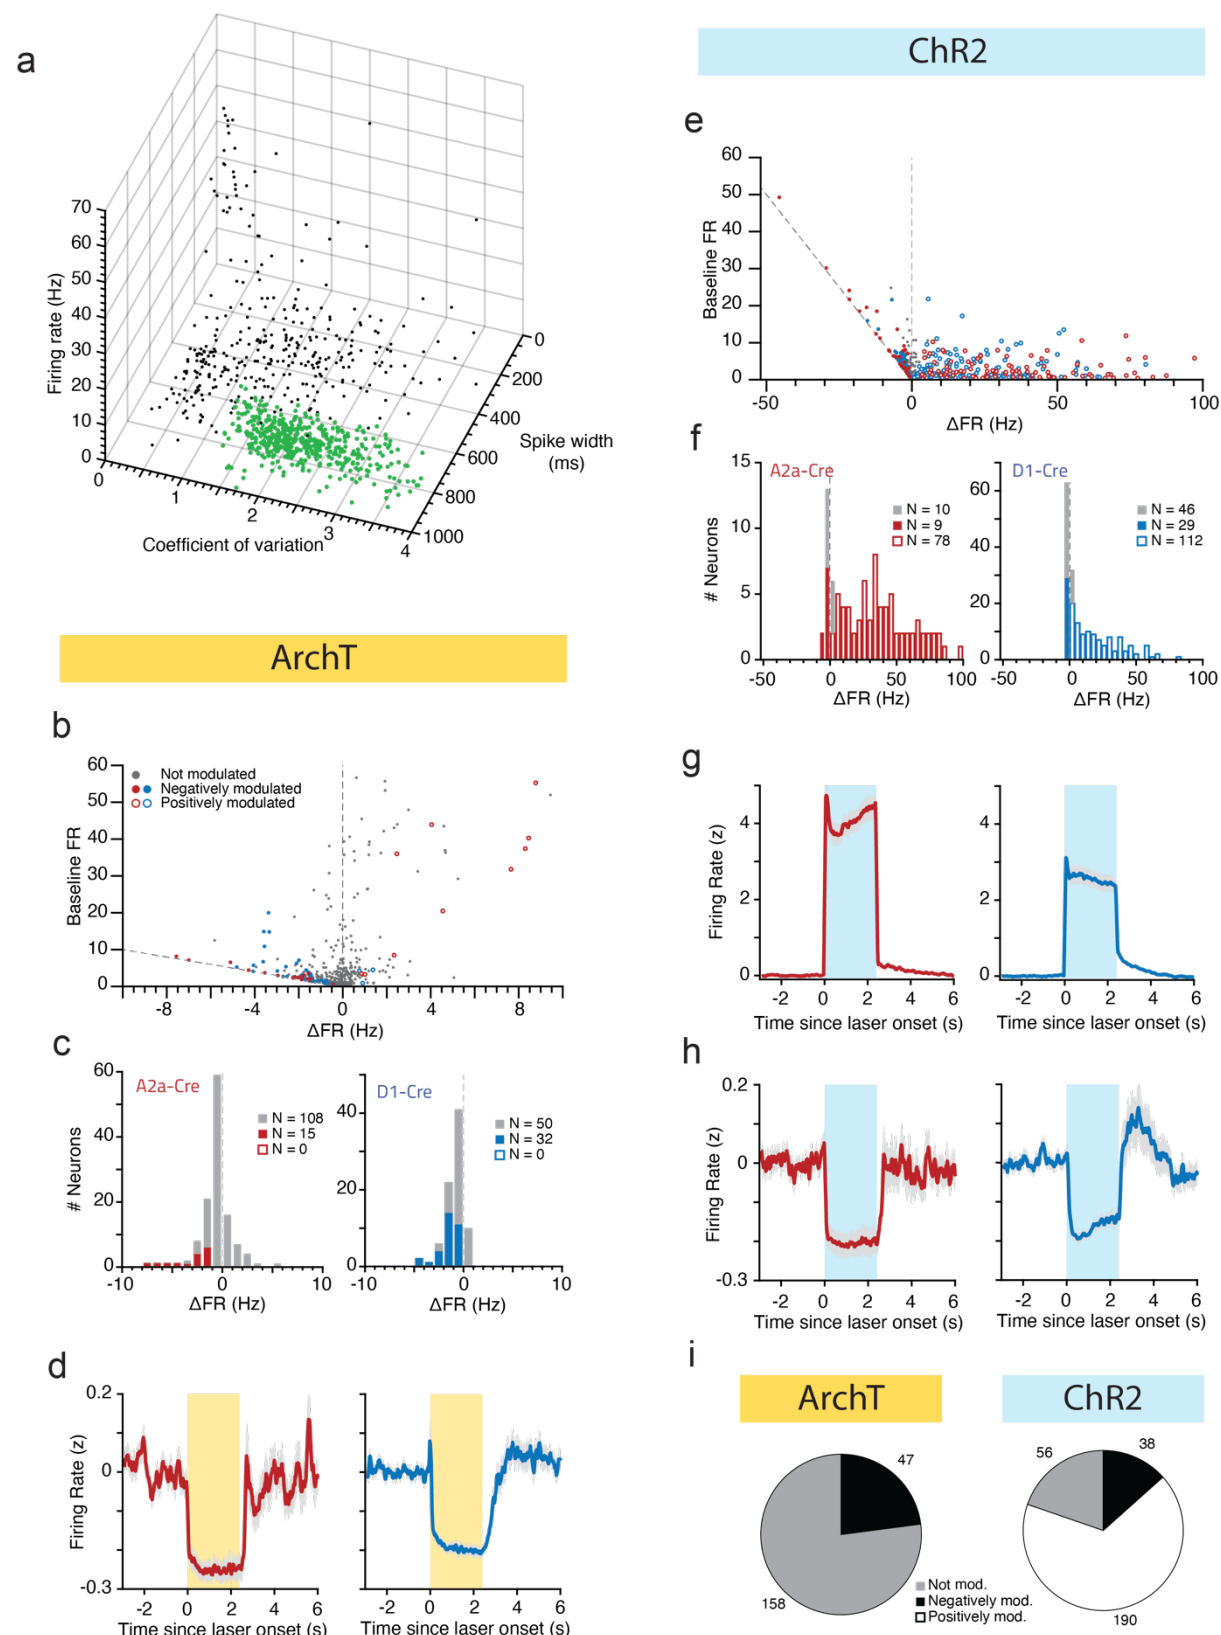 a
70
60
50
40
30
20
10
0
Firing rate (Hz)
0
1
2
3
4
Coefficient of variation
0
200
400
600
800
1000
Spike width
(ms)
ArchT
b
60
50
40
30
20
10
0
Baseline FR
Not modulated
Negatively modulated
Positively modulated
-8
-4
0
4
8
ΔFR (Hz)
c
60
40
20
0
# Neurons
A2a-Cre
N = 108
N = 15
N = 0
-10
0
10
ΔFR (Hz)
40
20
0
D1-Cre
N = 50
N = 32
N = 0
-10
0
10
ΔFR (Hz)
d
0.2
0
-0.3
Firing Rate (z)
-2 0 2 4 6
Time since laser onset (s)
-2 0 2 4 6
Time since laser onset (s)
ChR2
e
60
50
40
30
20
10
0
Baseline FR
-50
0
50
100
ΔFR (Hz)
f
15
10
5
0
# Neurons
A2a-Cre
N = 10
N = 9
N = 78
-50
0
50
100
ΔFR (Hz)
60
40
20
0
D1-Cre
N = 46
N = 29
N = 112
-50
0
50
100
ΔFR (Hz)
g
4
2
0
Firing Rate (z)
-2 0 2 4 6
Time since laser onset (s)
4
2
0
-2 0 2 4 6
Time since laser onset (s)
h
0.2
0
-0.3
Firing Rate (z)
-2 0 2 4 6
Time since laser onset (s)
-2 0 2 4 6
Time since laser onset (s)
i
ArchT
ChR2
47
158
56
38
190
Not mod.
Negatively mod.
Positively mod.